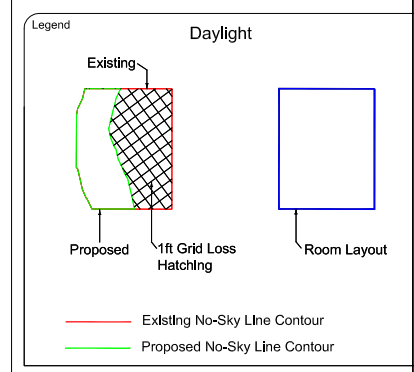 Legend
Daylight
Existing
Proposed
1ft Grid Loss
Hatching
Room Layout
Existing No-Sky Line Contour
Proposed No-Sky Line Contour